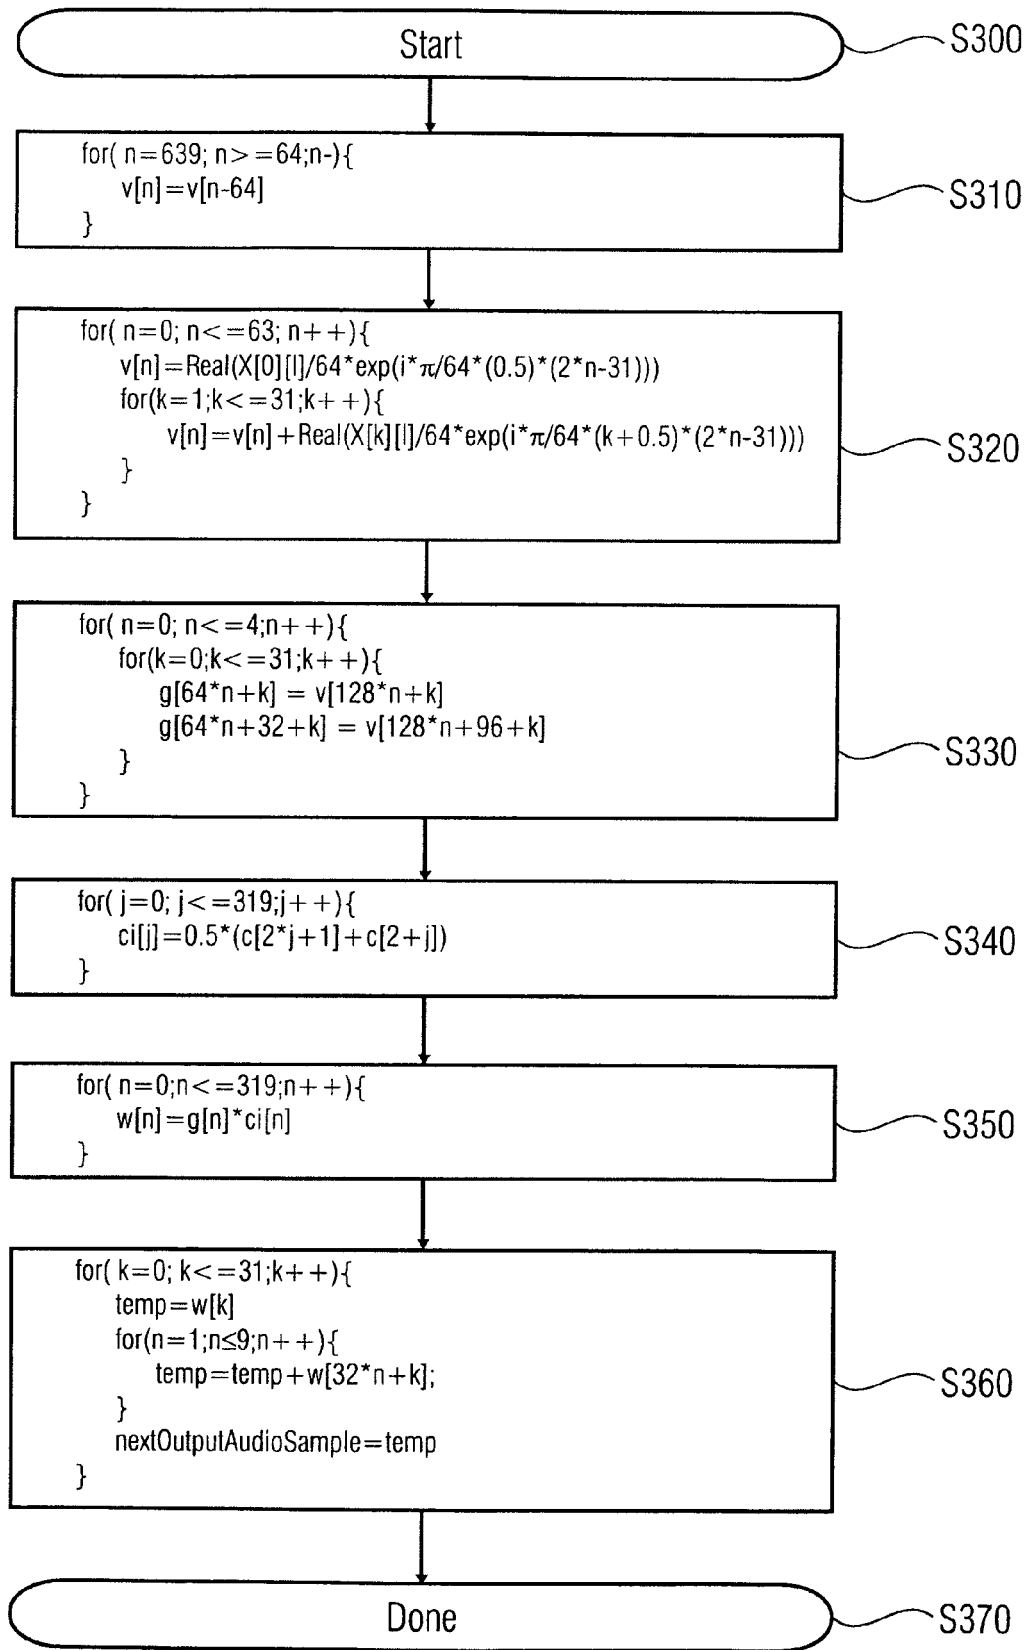 Start
S300
for( n=639; n>=64;n-){
v[n]=v[n-64]
}
S310
for( n=0; n<=63; n++){
v[n]=Real(X[0][l]/64*exp(i*π/64*(0.5)*(2*n-31)))
for(k=1;k<=31;k++){
v[n]=v[n]+Real(X[k][l]/64*exp(i*π/64*(k+0.5)*(2*n-31)))
}
}
S320
for( n=0; n<=4;n++){
for(k=0;k<=31;k++){
g[64*n+k] = v[128*n+k]
g[64*n+32+k] = v[128*n+96+k]
}
}
S330
for( j=0; j<=319;j++){
ci[j]=0.5*(c[2*j+1]+c[2+j])
}
S340
for( n=0;n<=319;n++){
w[n]=g[n]*ci[n]
}
S350
for( k=0; k<=31;k++){
temp=w[k]
for(n=1;n≤9;n++){
temp=temp+w[32*n+k];
}
nextOutputAudioSample=temp
}
S360
Done
S370